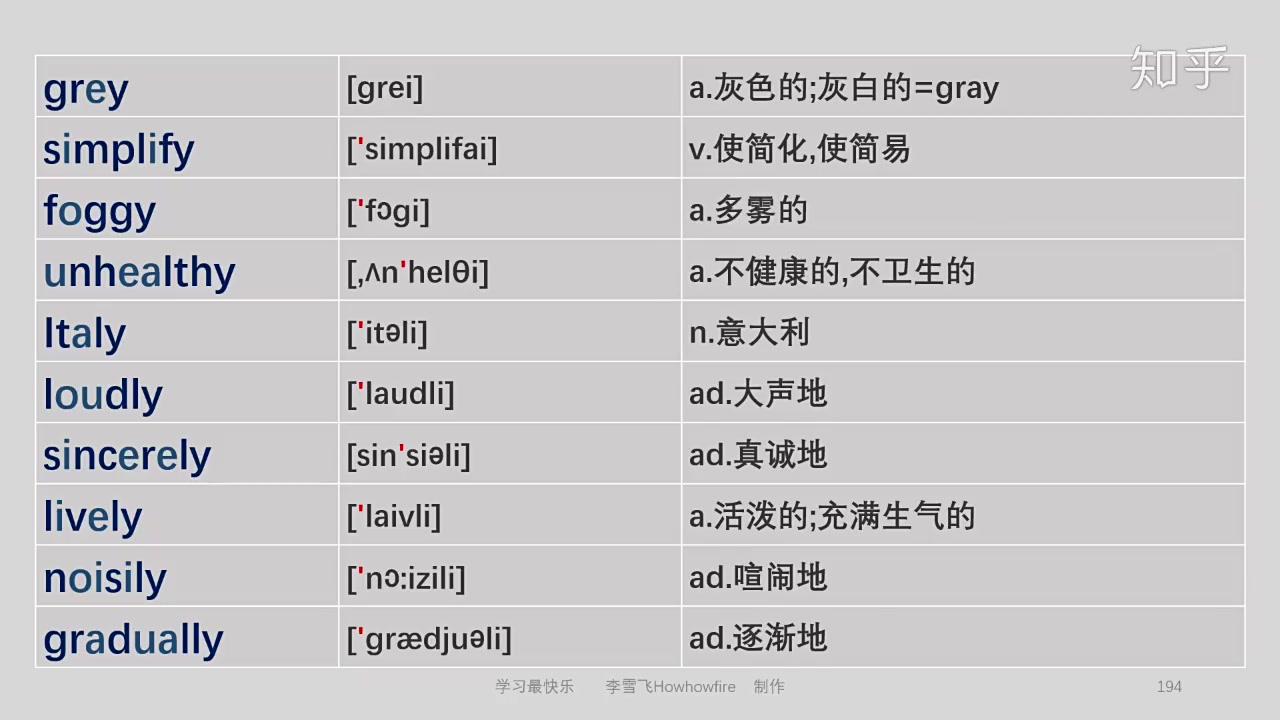 知乎
grey [grei] a.灰色的;灰白的=gray
simplify ['simplifai] v.使简化,使简易
foggy ['fɔgi] a.多雾的
unhealthy [,ʌn'helθi] a.不健康的,不卫生的
Italy ['itəli] n.意大利
loudly ['laudli] ad.大声地
sincerely [sin'siəli] ad.真诚地
lively ['laivli] a.活泼的;充满生气的
noisily ['nɔ:izili] ad.喧闹地
gradually ['grædjuəli] ad.逐渐地
学习最快乐 李雪飞Howhowfire 制作 194